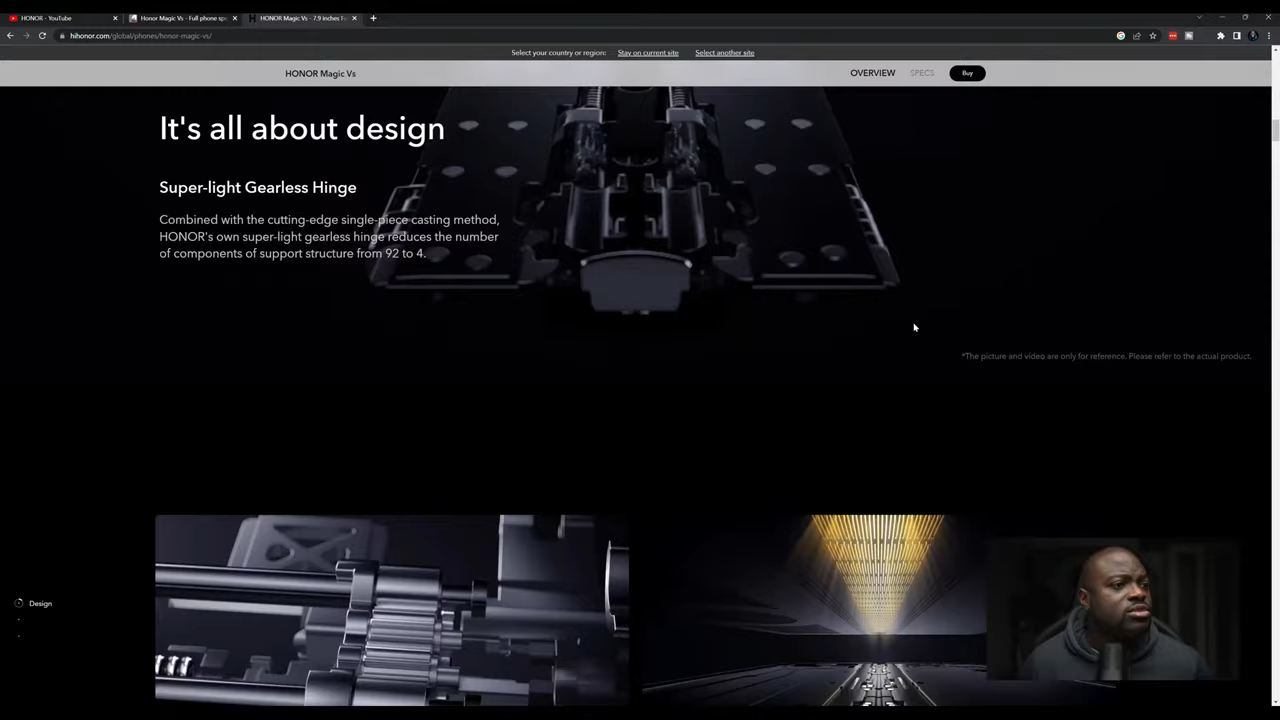 HONOR - YouTube
Honor Magic Vs - Full phone sp
HONOR Magic Vs - 7.9 inches F
hihonor.com/global/phones/honor-magic-vs/
Select your country or region: Stay on current site Select another site
HONOR Magic Vs OVERVIEW SPECS Buy
It's all about design
Super-light Gearless Hinge
Combined with the cutting-edge single-piece casting method,
HONOR's own super-light gearless hinge reduces the number
of components of support structure from 92 to 4.
*The picture and video are only for reference. Please refer to the actual product.
Design